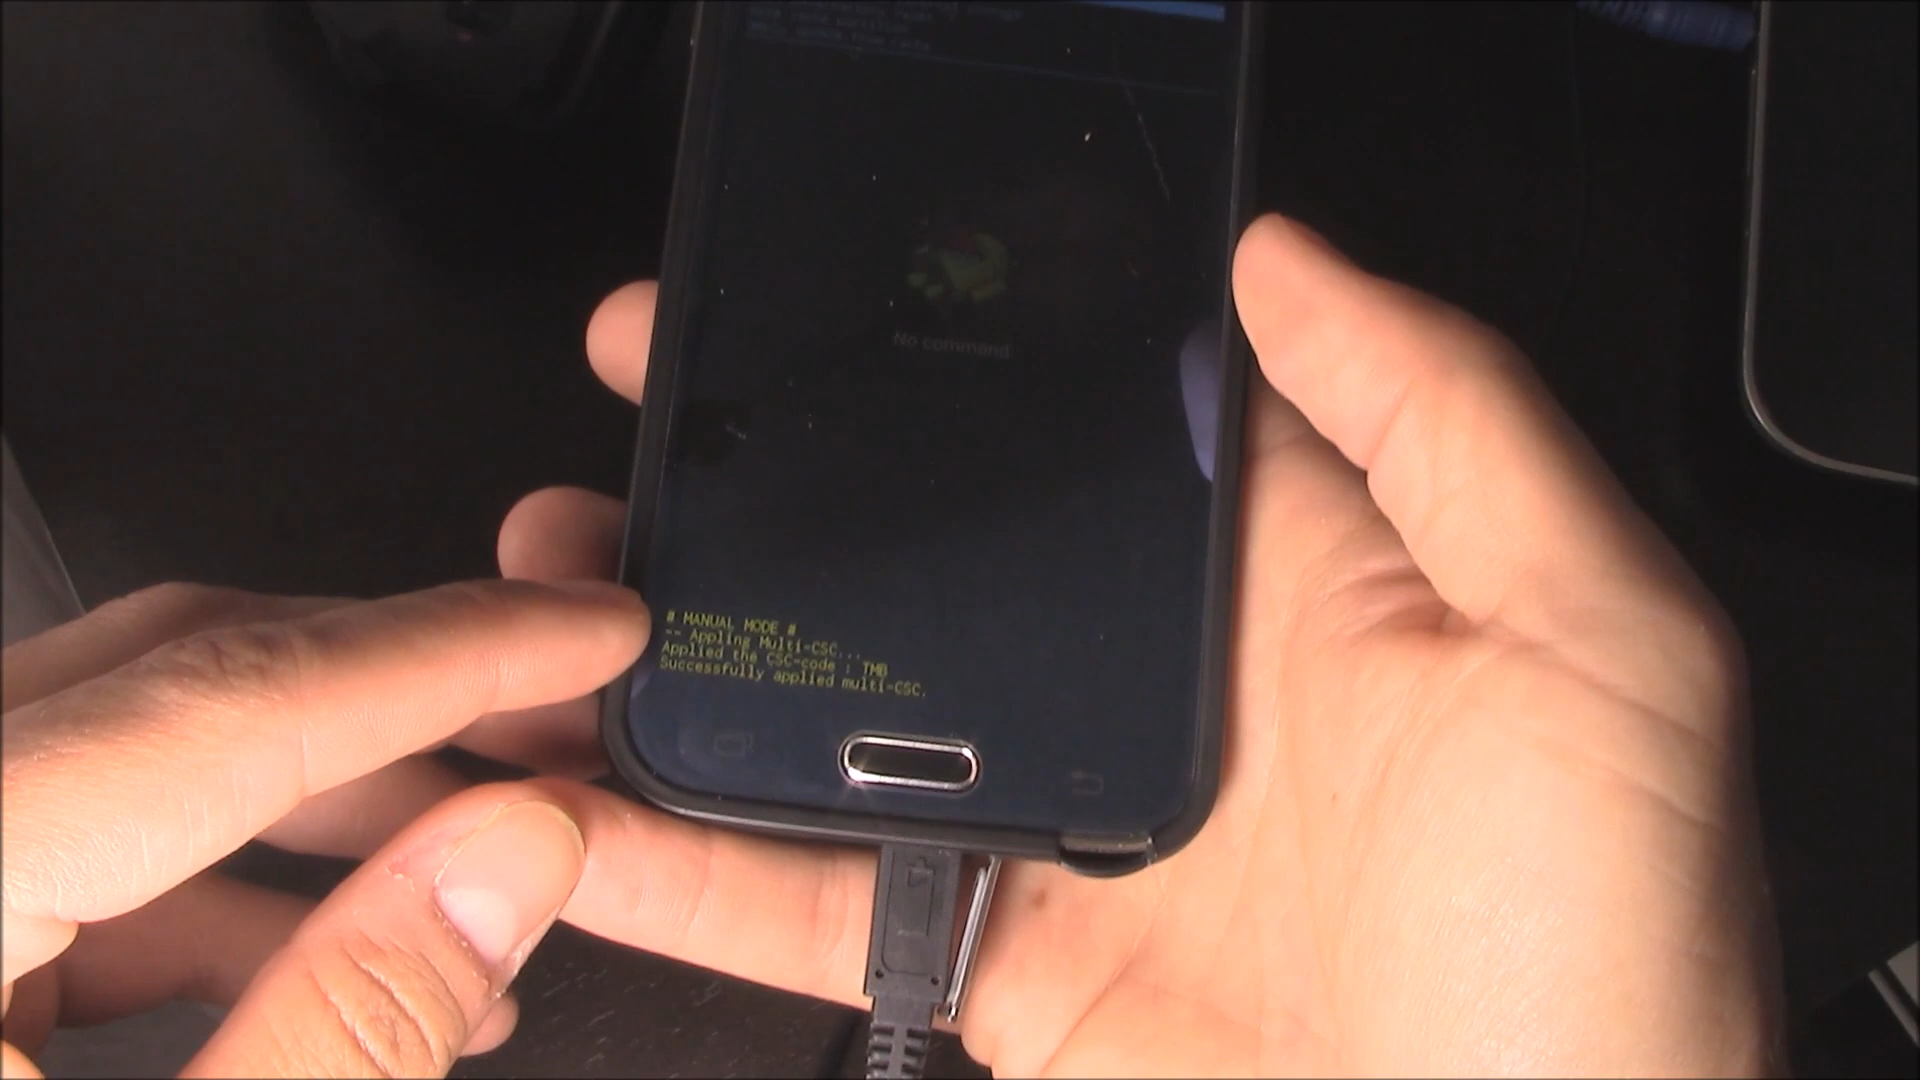 No command
# MANUAL MODE #
-- Appling Multi-CSC...
Applied the CSC-code : TMB
Successfully applied multi-CSC.